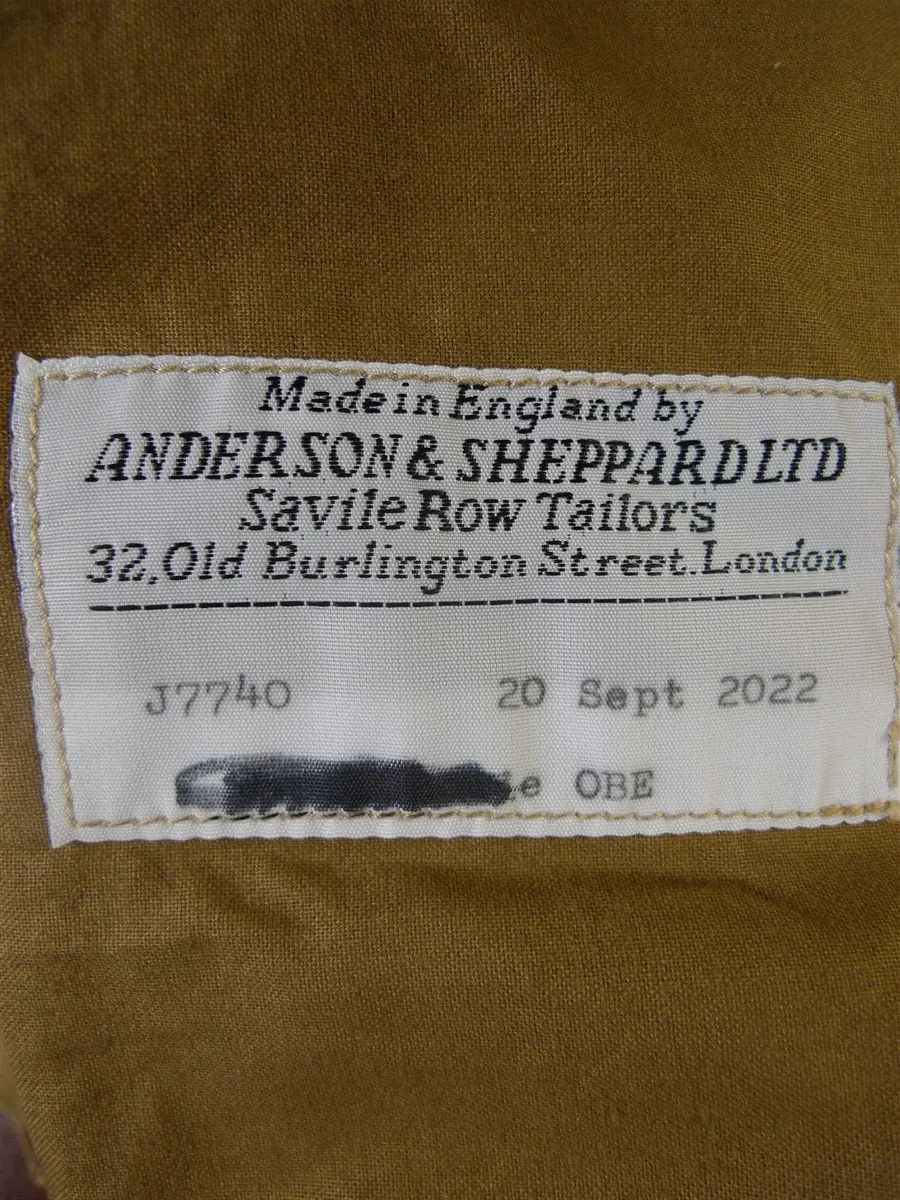 Made in England by
ANDERSON & SHEPPARD LTD
Savile Row Tailors
32, Old Burlington Street. London
J7740 20 Sept 2022
OBE